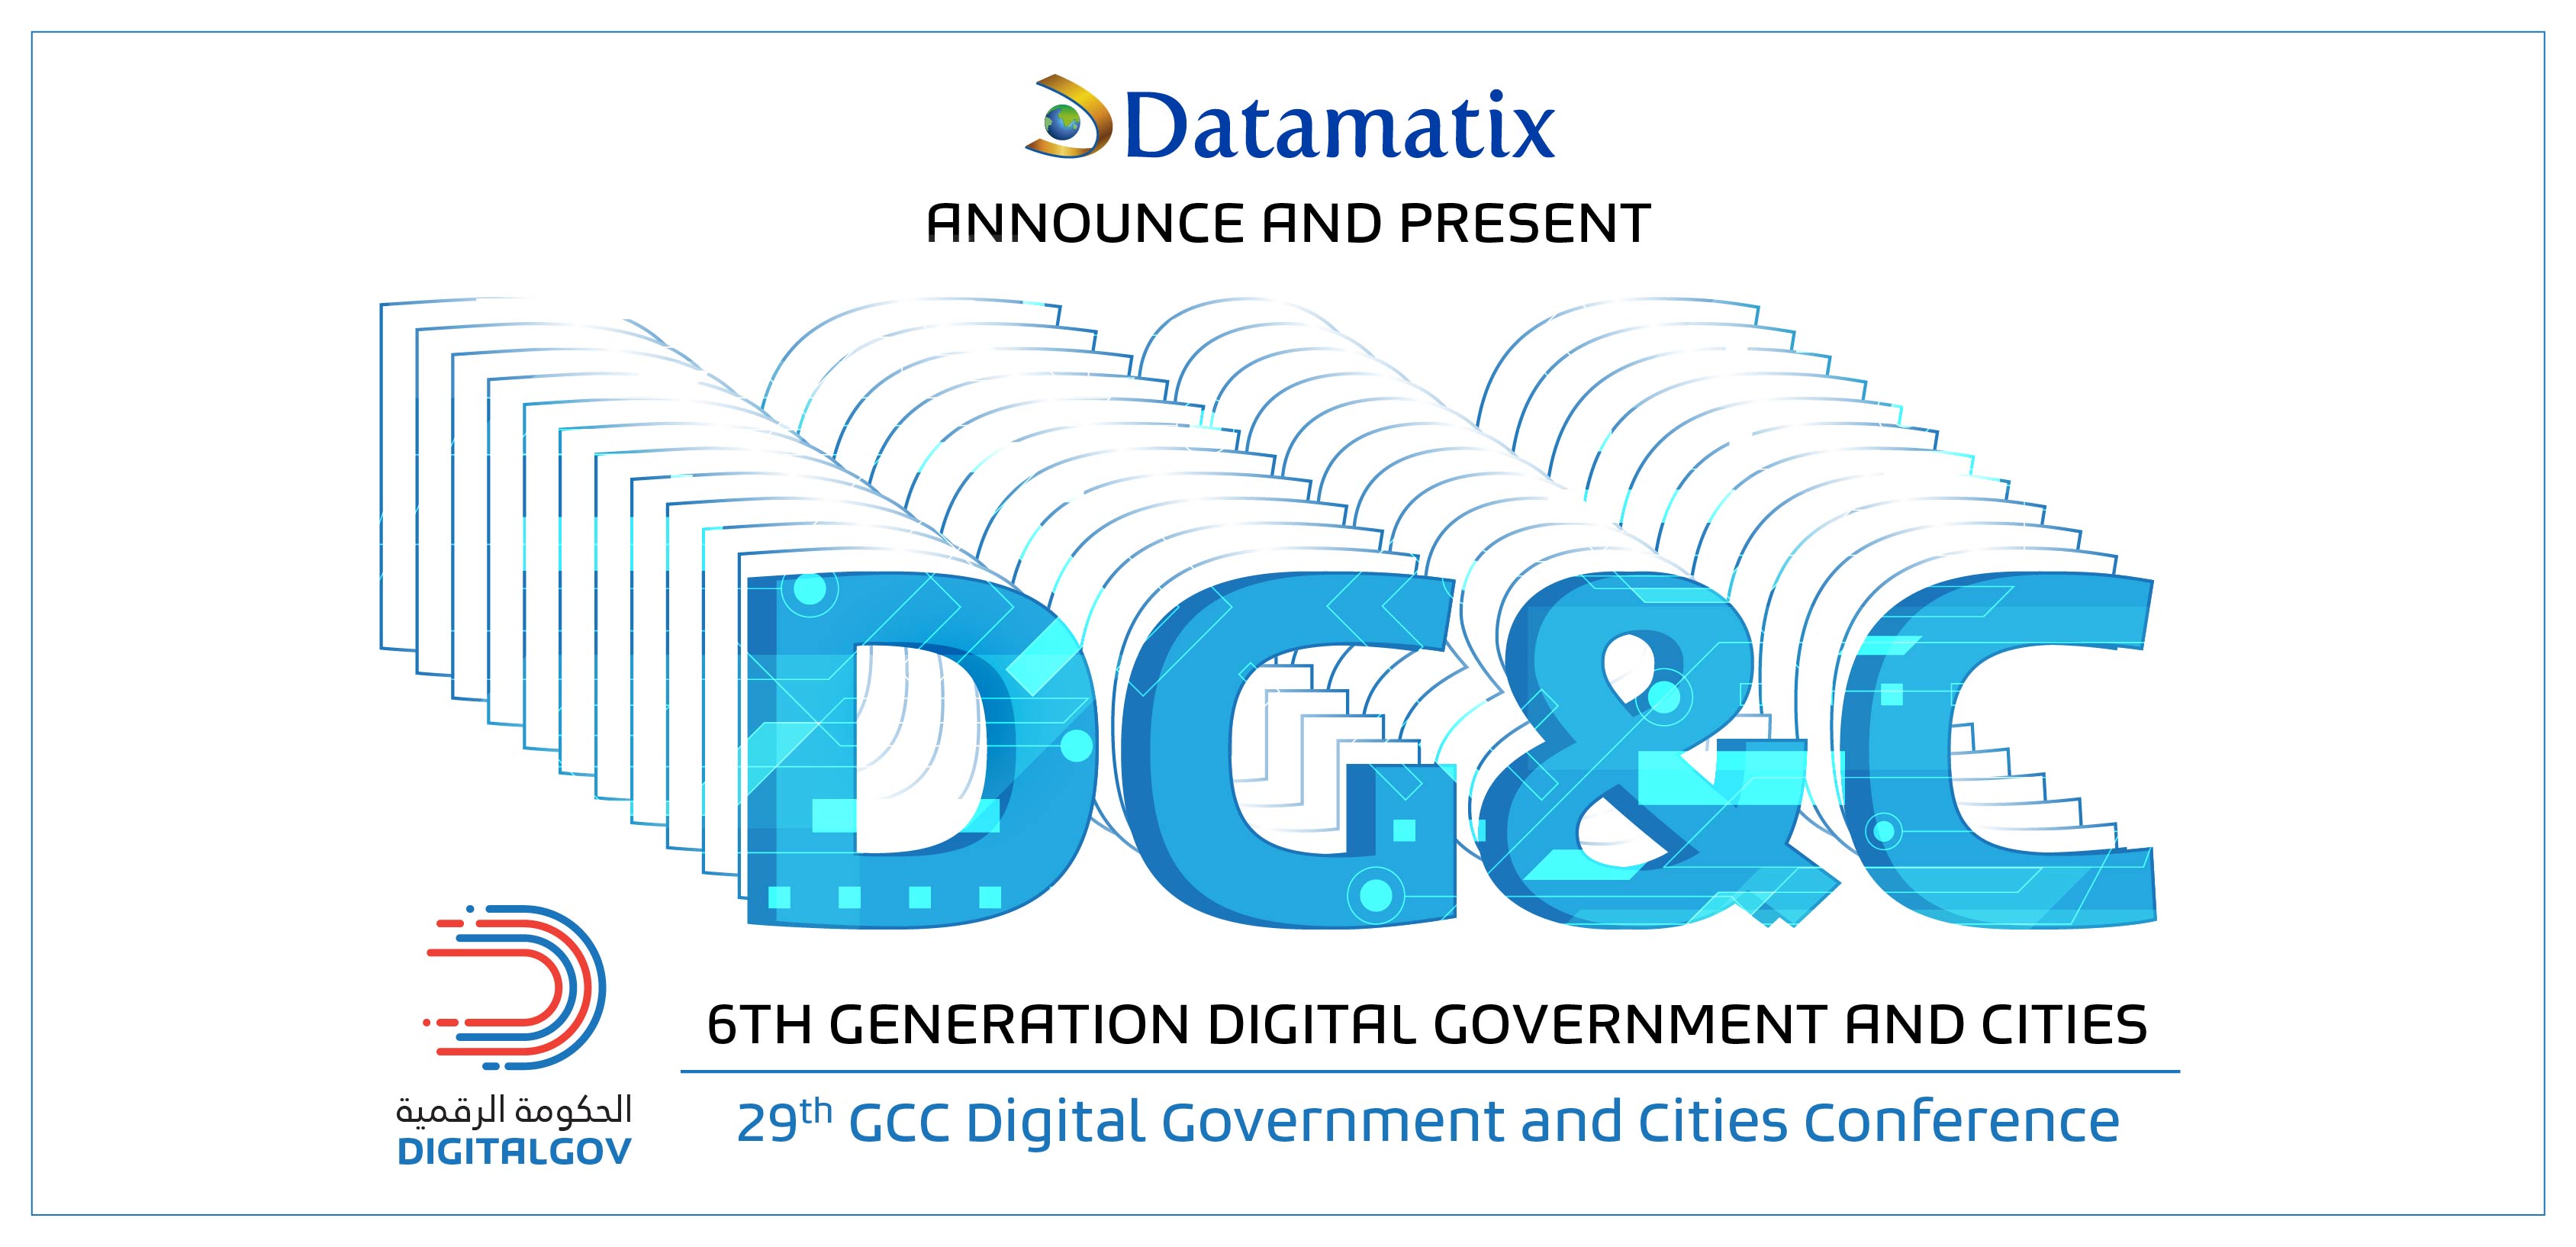 Datamatix
ANNOUNCE AND PRESENT
DG&C
6TH GENERATION DIGITAL GOVERNMENT AND CITIES
29th GCC Digital Government and Cities Conference
الحكومة الرقمية
DIGITALGOV